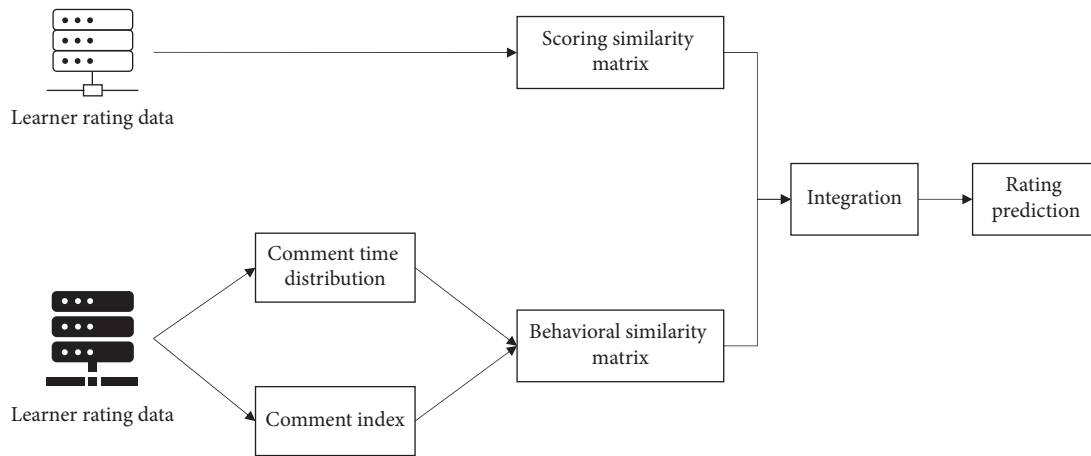 Learner rating data
Scoring similarity
matrix
Integration
Rating
prediction
Comment time
distribution
Behavioral similarity
matrix
Learner rating data
Comment index